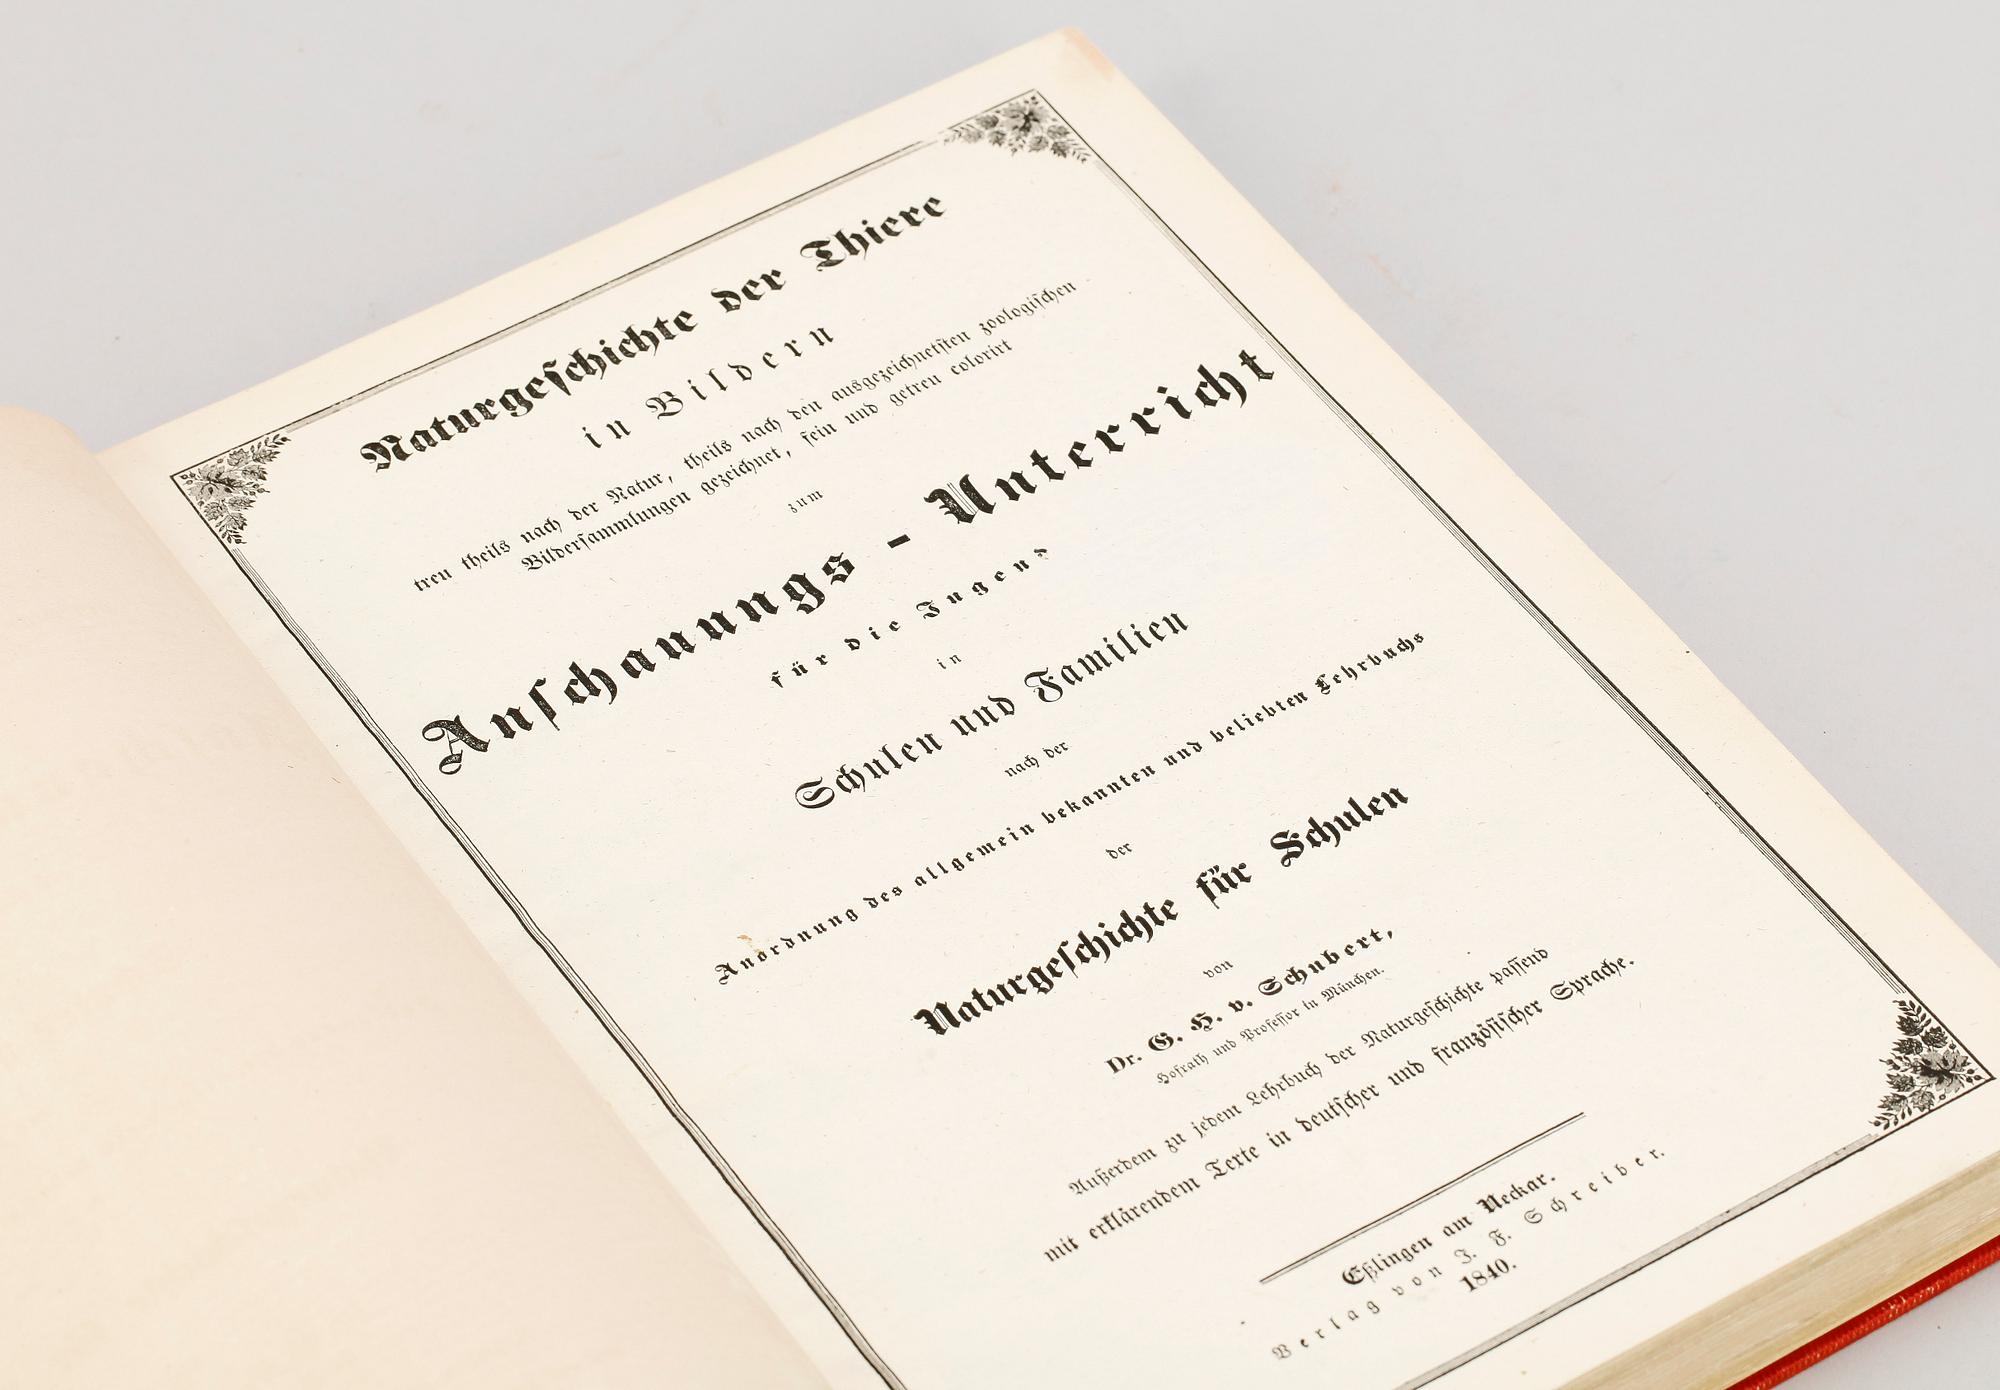 Naturgeſchichte der Thiere
in Bildern
treu theils nach der Natur, theils nach den ausgezeichnetſten zoologiſchen
Bilderſammlungen gezeichnet, fein und getreu colorirt
zum
Anſchauungs - Unterricht
für die Jugend
in
Schulen und Familien
nach der
Anordnung des allgemein bekannten und beliebten Lehrbuchs
der
Naturgeſchichte für Schulen
von
Dr. G. H. v. Schubert,
Hofrath und Profeſſor in München.
Außerdem zu jedem Lehrbuch der Naturgeſchichte paſſend
mit erklärendem Texte in deutſcher und franzöſiſcher Sprache.
Eßlingen am Neckar.
Verlag von J. F. Schreiber.
1840.